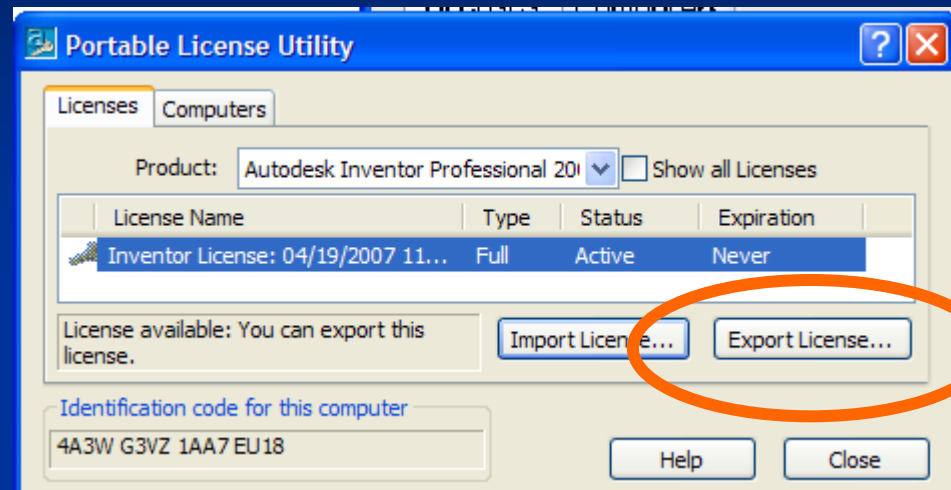 Portable License Utility
Licenses Computers
Product: Autodesk Inventor Professional 20 Show all Licenses
License Name Type Status Expiration
Inventor License: 04/19/2007 11... Full Active Never
License available: You can export this
license.
Import License... Export License...
Identification code for this computer
4A3W G3VZ 1AA7 EU18
Help Close